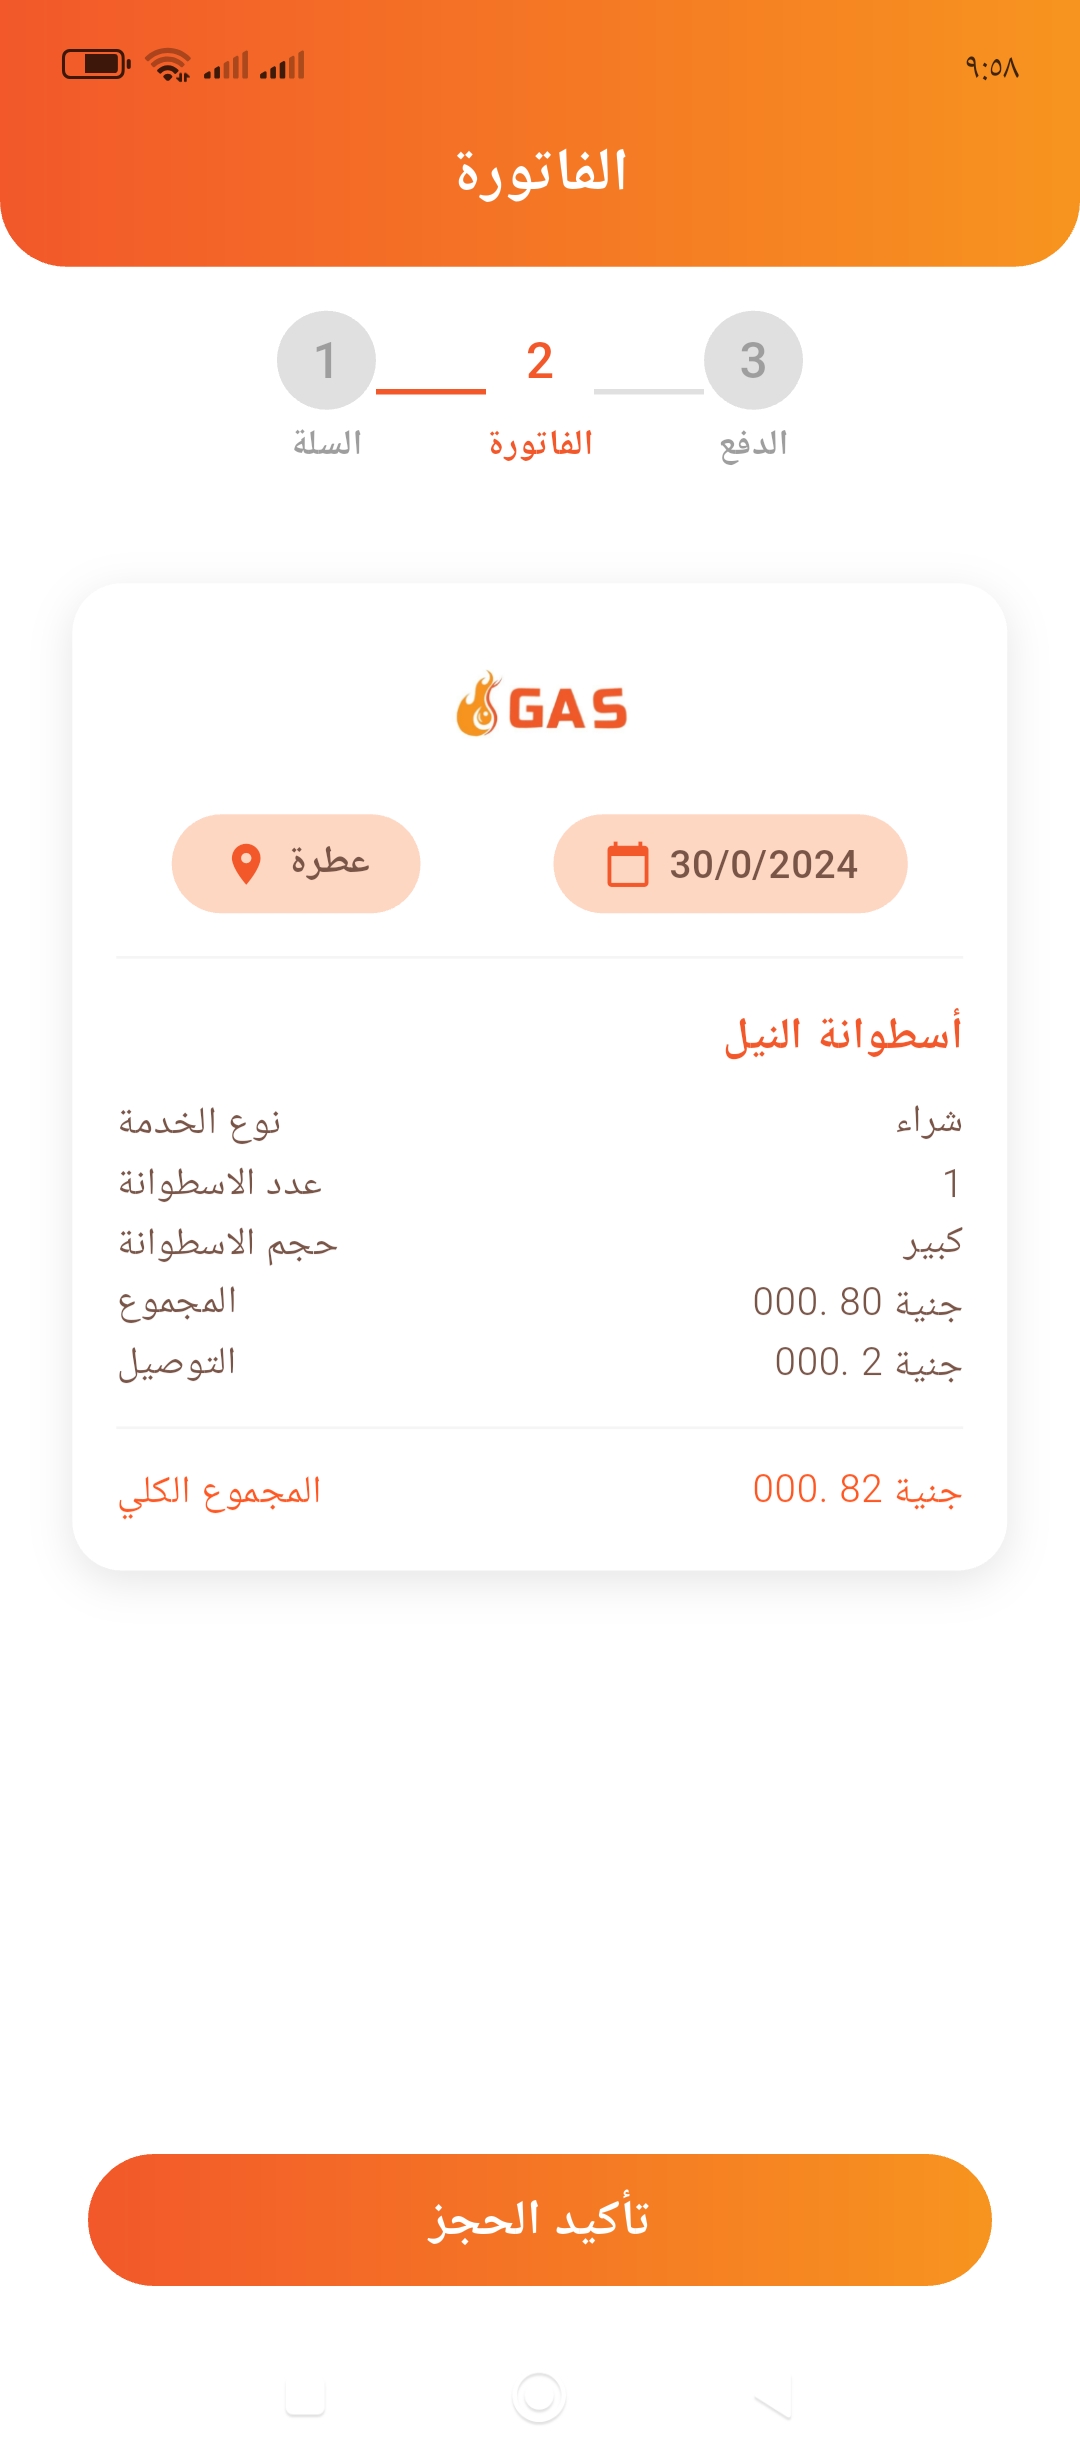 ٩:٥٨
الفاتورة
1 2 3
السلة الفاتورة الدفع
GAS
عطرة 30/0/2024
أسطوانة النيل
شراء نوع الخدمة
1 عدد الاسطوانة
كبير حجم الاسطوانة
جنية 80 .000 المجموع
جنية 2 .000 التوصيل
جنية 82 .000 المجموع الكلي
تأكيد الحجز